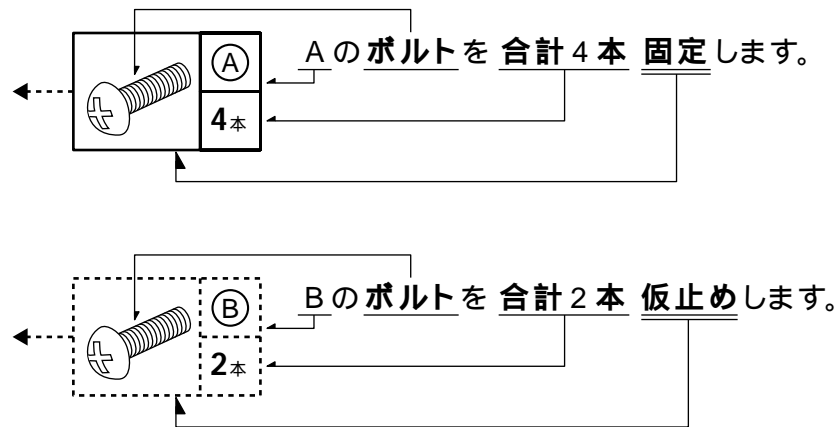 Ⓐ
Aのボルトを 合計4本 固定します。
4本
Ⓑ
Bのボルトを 合計2本 仮止めします。
2本